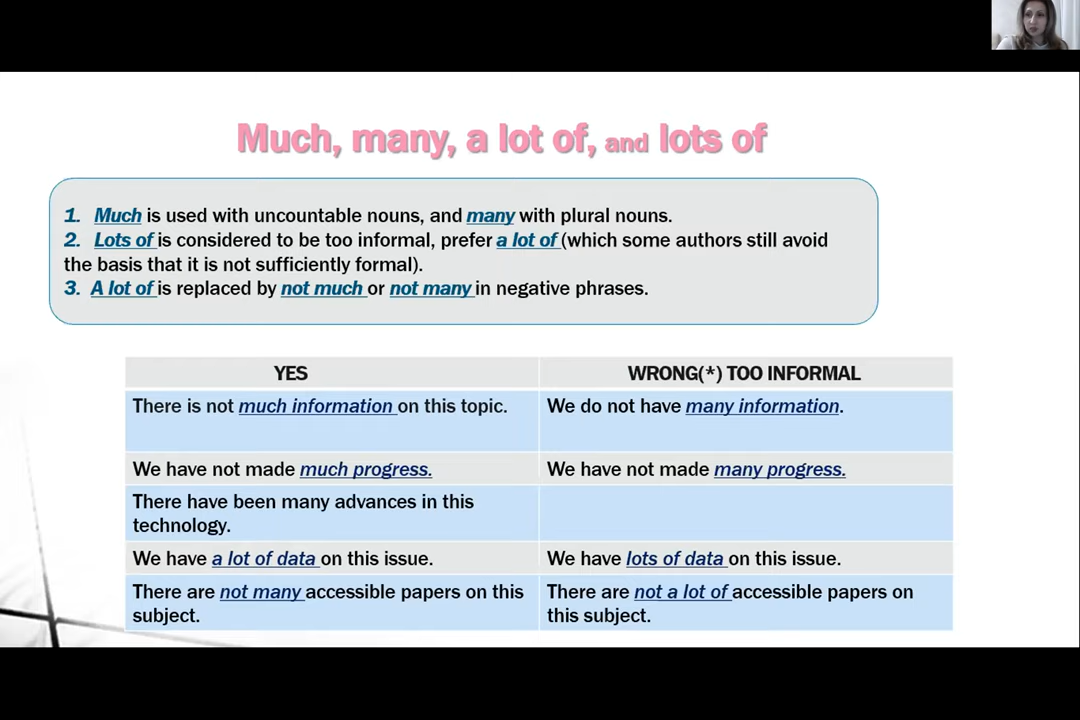 Much, many, a lot of, and lots of
1. Much is used with uncountable nouns, and many with plural nouns.
2. Lots of is considered to be too informal, prefer a lot of (which some authors still avoid
the basis that it is not sufficiently formal).
3. A lot of is replaced by not much or not many in negative phrases.
YES
WRONG(*) TOO INFORMAL
There is not much information on this topic.
We do not have many information.
We have not made much progress.
We have not made many progress.
There have been many advances in this
technology.
We have a lot of data on this issue.
We have lots of data on this issue.
There are not many accessible papers on this
subject.
There are not a lot of accessible papers on
this subject.